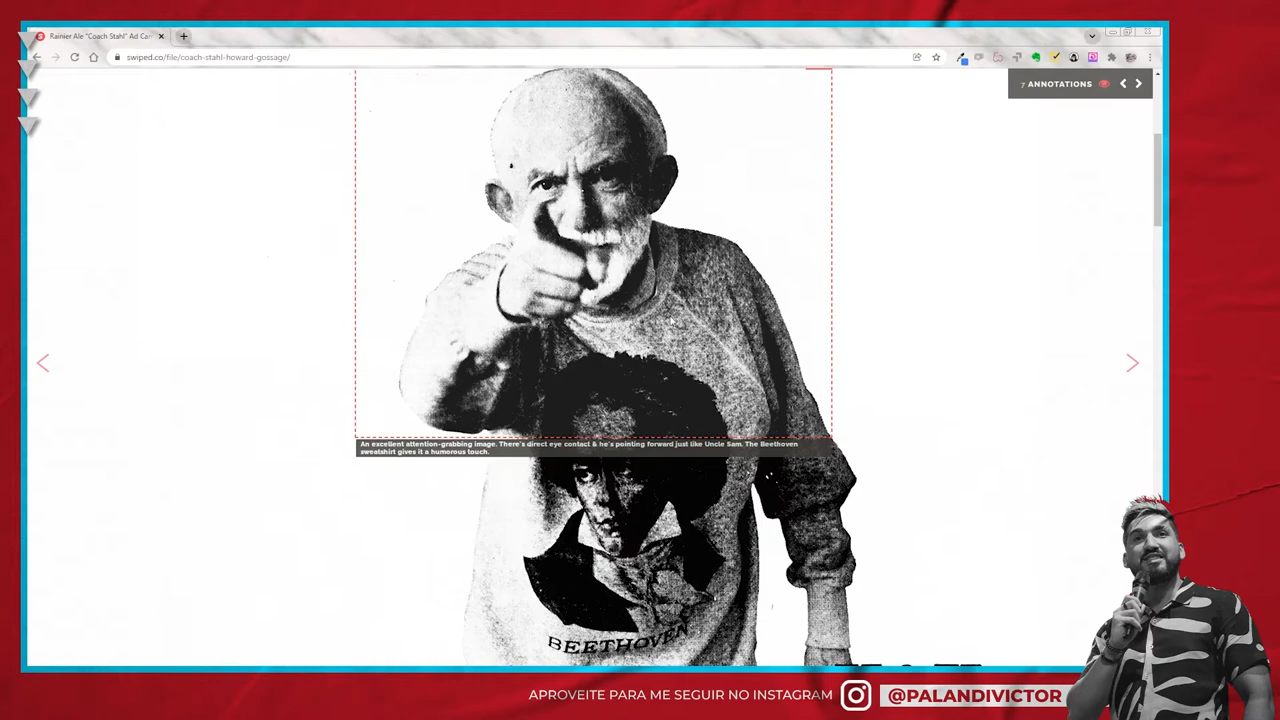 Rainier Ale "Coach Stahl" Ad Cam
swiped.co/file/coach-stahl-howard-gossage/
7 ANNOTATIONS
An excellent attention-grabbing image. There's direct eye contact & he's pointing forward just like Uncle Sam. The Beethoven
sweatshirt gives it a humorous touch.
BEETHOVEN
APROVEITE PARA ME SEGUIR NO INSTAGRAM
@PALANDIVICTOR